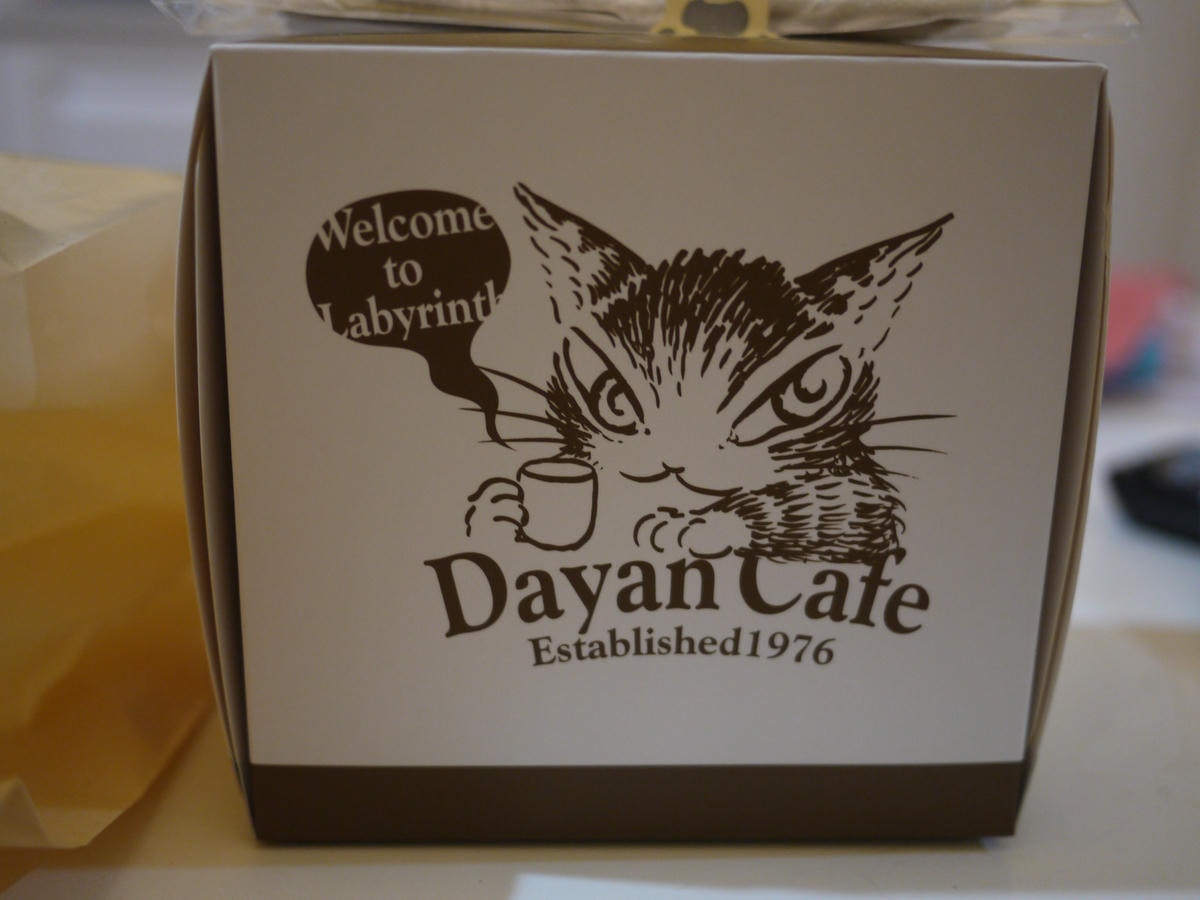 Welcome
to
Labyrinth
Dayan Cafe
Established1976